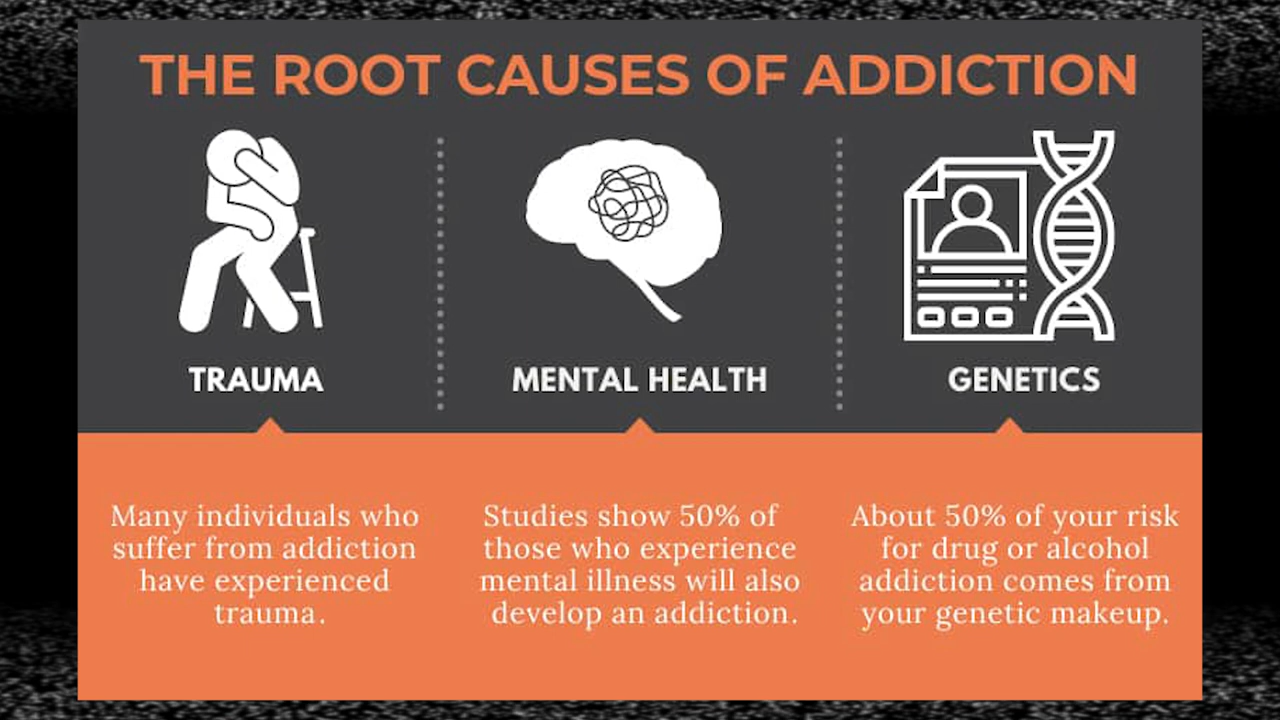 THE ROOT CAUSES OF ADDICTION
TRAUMA
Many individuals who
suffer from addiction
have experienced
trauma.
MENTAL HEALTH
Studies show 50% of
those who experience
mental illness will also
develop an addiction.
GENETICS
About 50% of your risk
for drug or alcohol
addiction comes from
your genetic makeup.